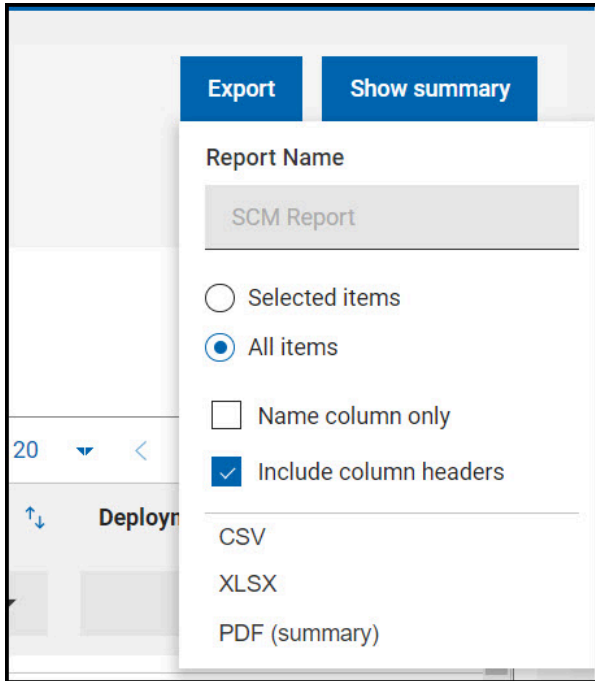 Export Show summary
Report Name
SCM Report
Selected items
All items
Name column only
20
Include column headers
Deployn
CSV
XLSX
PDF (summary)